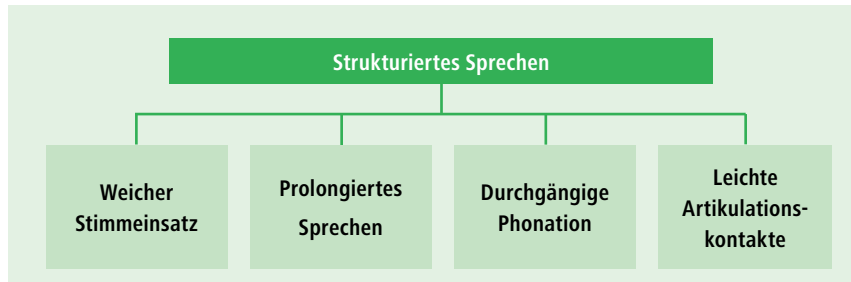 Strukturiertes Sprechen
Weicher
Stimmeinsatz
Prolongiertes
Sprechen
Durchgängige
Phonation
Leichte
Artikulations-
kontakte